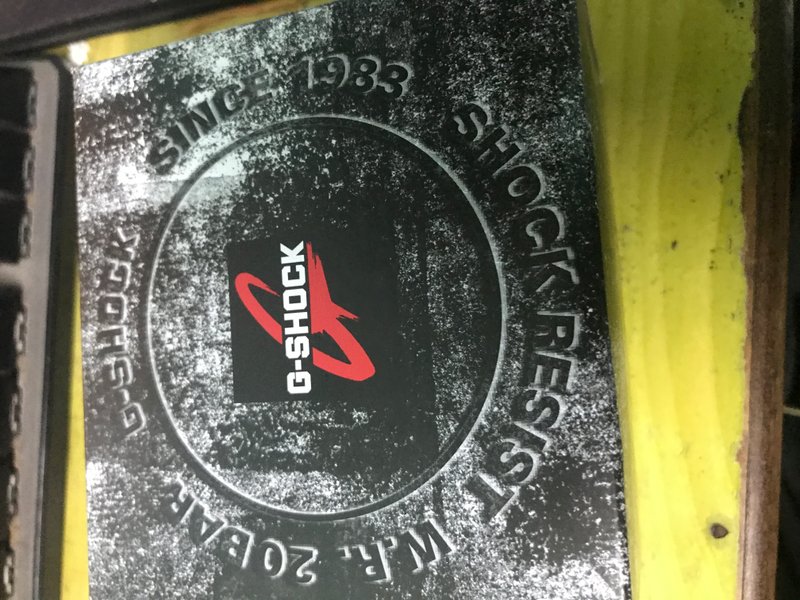 G-SHOCK
SINCE 1983
SHOCK RESIST
W.R. 20BAR
G-SHOCK